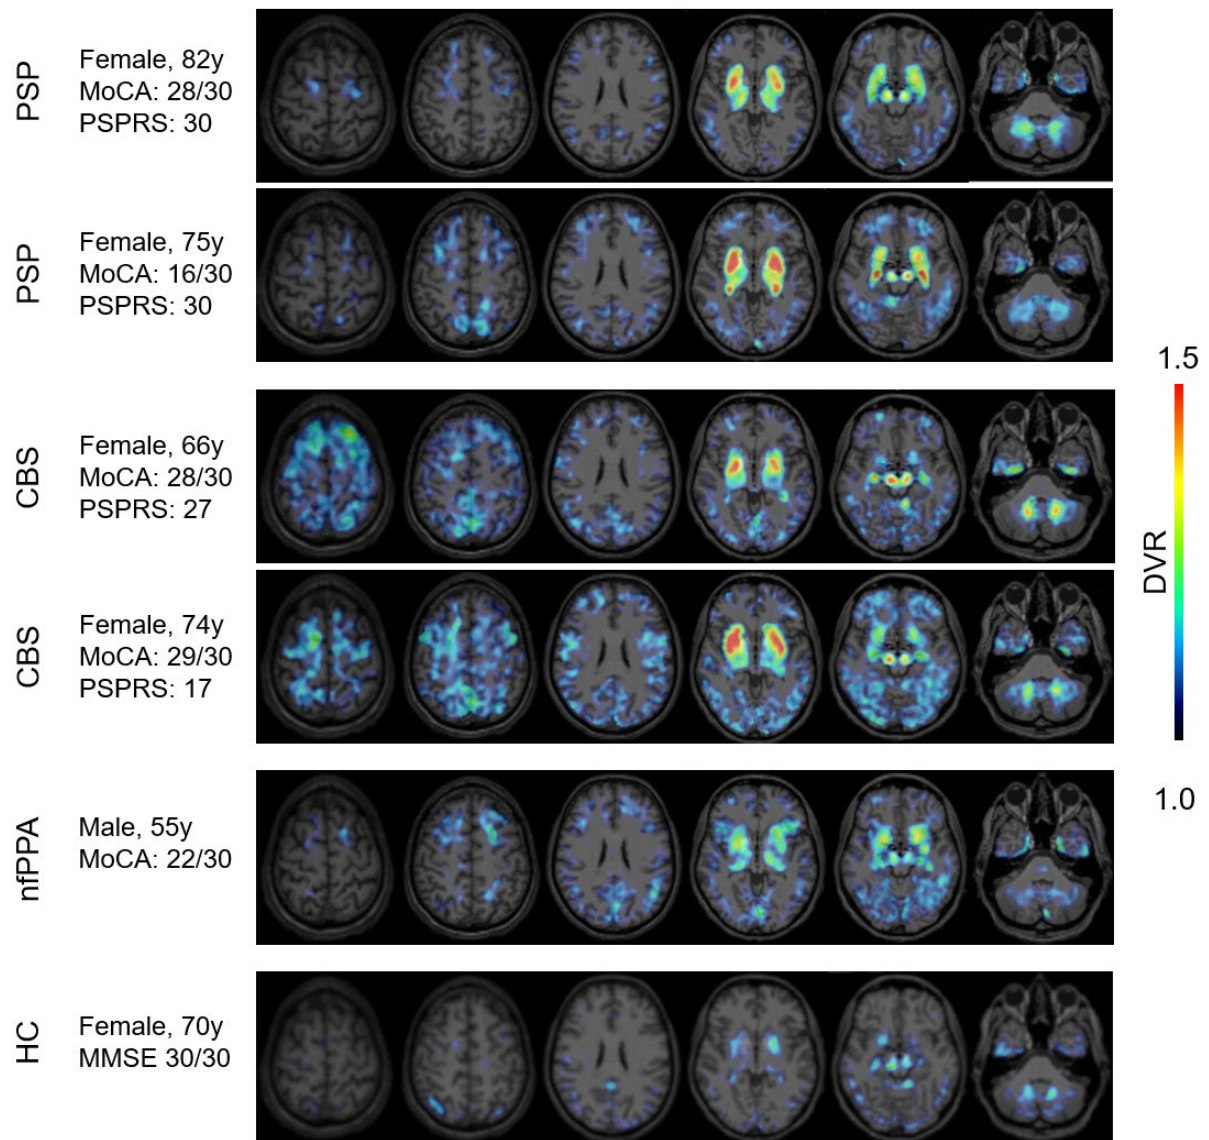 PSP
Female, 82y
MoCA: 28/30
PSPRS: 30
PSP
Female, 75y
MoCA: 16/30
PSPRS: 30
1.5
CBS
Female, 66y
MoCA: 28/30
PSPRS: 27
DVR
CBS
Female, 74y
MoCA: 29/30
PSPRS: 17
1.0
nfPPA
Male, 55y
MoCA: 22/30
HC
Female, 70y
MMSE 30/30